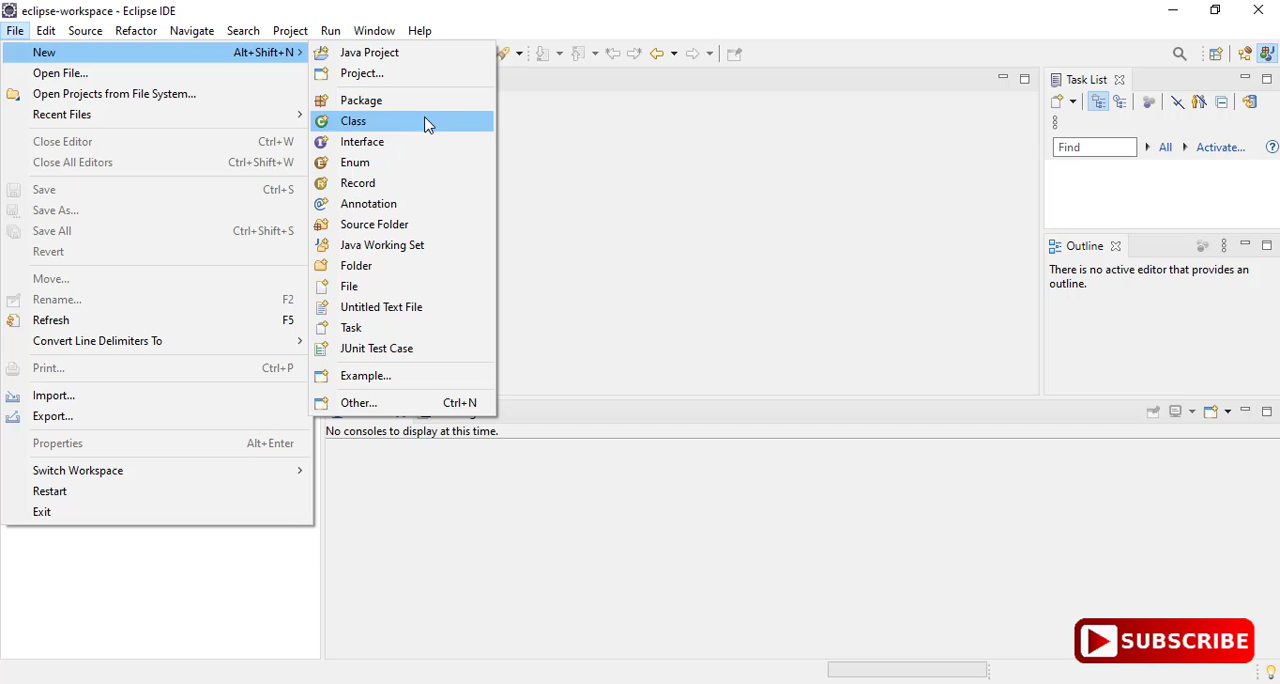 eclipse-workspace - Eclipse IDE
File Edit Source Refactor Navigate Search Project Run Window Help
New Alt+Shift+N
Open File...
Open Projects from File System...
Recent Files
Close Editor Ctrl+W
Close All Editors Ctrl+Shift+W
Save Ctrl+S
Save As...
Save All Ctrl+Shift+S
Revert
Move...
Rename... F2
Refresh F5
Convert Line Delimiters To
Print... Ctrl+P
Import...
Export...
Properties Alt+Enter
Switch Workspace
Restart
Exit
Java Project
Project...
Package
Class
Interface
Enum
Record
Annotation
Source Folder
Java Working Set
Folder
File
Untitled Text File
Task
JUnit Test Case
Example...
Other... Ctrl+N
Task List
Find All Activate...
Outline
There is no active editor that provides an
outline.
No consoles to display at this time.
SUBSCRIBE